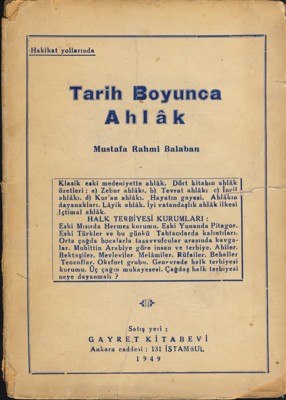 Hakikat yollarında
Tarih Boyunca
Ahlâk
Mustafa Rahmi Balaban
Klasik eski medeniyette ahlâk. Dört kitabın ahlâk
özetleri : a) Zebur ahlâkı. b) Tevrat ahlâkı c) İncil
ahlâkı. d) Kur'an ahlâkı. Hayatın gayesi. Ahlâkın
dayanakları. Lâyik ahlâk. İyi vatandaşlık ahlâk ilkesi
İçtimaî ahlâk.
HALK TERBİYESİ KURUMLARI :
Eski Mısırda Hermes kurumu. Eski Yunanda Pitagor.
Eski Türkler ve bu günkü Tahtacılarda kalıntıları.
Orta çağda hocalarla tasavvufcular arasında kavga-
lar. Muhittin Arabiye göre insan ve terbiye. Ahiler.
Bektaşiler. Mevleviler. Melâmiler. Rüfailer. Behailer
Teozoflar. Oksfort grubu. Gearvrede halk terbiyesi
kurumu. Üç çağın mukayesesi. Çağdaş halk terbiyesi
neye dayanmalı ?
Satış yeri :
GAYRET KİTABEVİ
Ankara caddesi : 131 İSTANBUL
1949